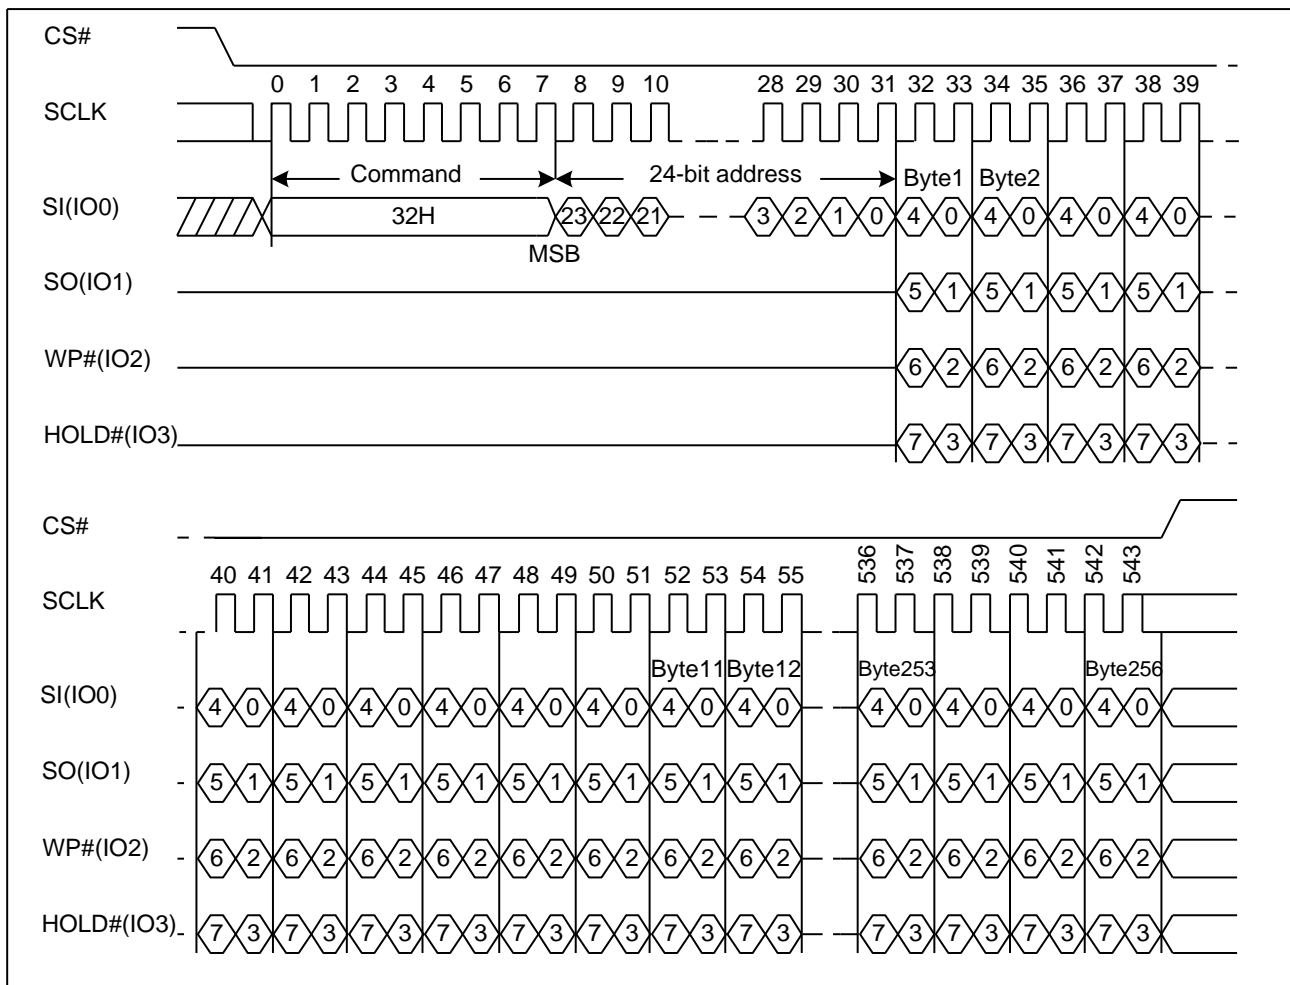 CS#
0 1 2 3 4 5 6 7 8 9 10 28 29 30 31 32 33 34 35 36 37 38 39
SCLK
Command 24-bit address Byte1 Byte2
SI(IO0) 32H 23 22 21 3 2 1 0 4 0 4 0 4 0 4 0
MSB
SO(IO1) 5 1 5 1 5 1 5 1
WP#(IO2) 6 2 6 2 6 2 6 2
HOLD#(IO3) 7 3 7 3 7 3 7 3
CS#
40 41 42 43 44 45 46 47 48 49 50 51 52 53 54 55 536 537 538 539 540 541 542 543
SCLK
Byte11 Byte12 Byte253 Byte256
SI(IO0) 4 0 4 0 4 0 4 0 4 0 4 0 4 0 4 0 4 0 4 0 4 0 4 0
SO(IO1) 5 1 5 1 5 1 5 1 5 1 5 1 5 1 5 1 5 1 5 1 5 1 5 1
WP#(IO2) 6 2 6 2 6 2 6 2 6 2 6 2 6 2 6 2 6 2 6 2 6 2 6 2
HOLD#(IO3) 7 3 7 3 7 3 7 3 7 3 7 3 7 3 7 3 7 3 7 3 7 3 7 3